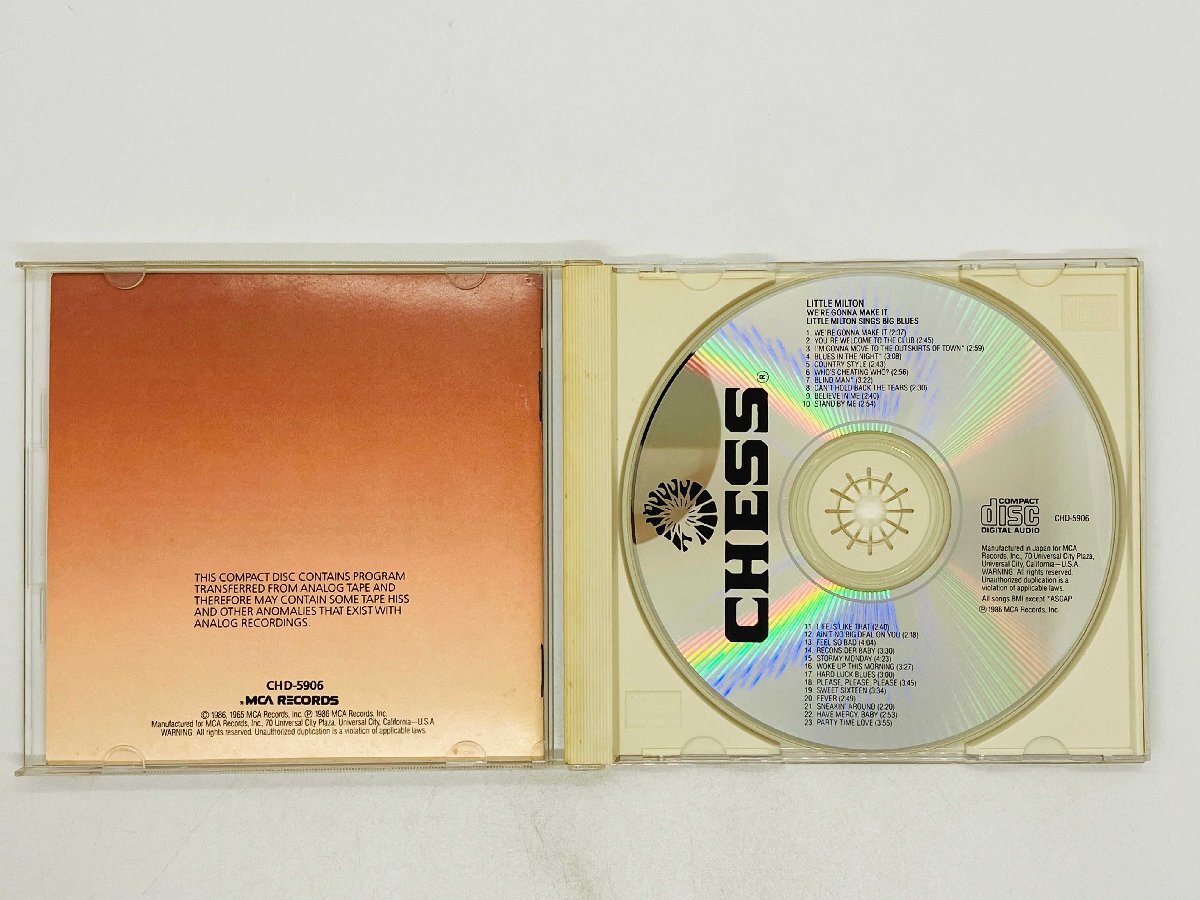 THIS COMPACT DISC CONTAINS PROGRAM
TRANSFERRED FROM ANALOG TAPE AND
THEREFORE MAY CONTAIN SOME TAPE HISS
AND OTHER ANOMALIES THAT EXIST WITH
ANALOG RECORDINGS.
CHD-5906
MCA RECORDS
© 1986, 1965 MCA Records, Inc. ℗ 1986 MCA Records, Inc.
Manufactured for MCA Records, Inc., 70 Universal City Plaza, Universal City, California—U.S.A.
WARNING: All rights reserved. Unauthorized duplication is a violation of applicable laws.
LITTLE MILTON
WE'RE GONNA MAKE IT
LITTLE MILTON SINGS BIG BLUES
1. WE'RE GONNA MAKE IT (2:37)
2. YOU'RE WELCOME TO THE CLUB (2:45)
3. I'M GONNA MOVE TO THE OUTSKIRTS OF TOWN* (2:59)
4. BLUES IN THE NIGHT* (3:08)
5. COUNTRY STYLE (2:43)
6. WHO'S CHEATING WHO? (2:56)
7. BLIND MAN* (3:22)
8. CAN'T HOLD BACK THE TEARS (2:30)
9. BELIEVE IN ME (2:40)
10. STAND BY ME (2:54)
CHESS®
COMPACT
disc
DIGITAL AUDIO
CHD-5906
Manufactured in Japan for MCA
Records, Inc., 70 Universal City Plaza,
Universal City, California—U.S.A.
WARNING: All rights reserved.
Unauthorized duplication is a violation
of applicable laws.
All songs BMI except *ASCAP
℗ 1986 MCA Records, Inc.
11. LIFE IS LIKE THAT (2:40)
12. AIN'T NO BIG DEAL ON YOU (2:18)
13. FEEL SO BAD (4:04)
14. RECONSIDER BABY (3:30)
15. STORMY MONDAY (4:23)
16. WOKE UP THIS MORNING (3:27)
17. HARD LUCK BLUES (3:00)
18. PLEASE, PLEASE, PLEASE (3:45)
19. SWEET SIXTEEN (3:34)
20. FEVER (2:49)
21. SNEAKIN' AROUND (2:20)
22. HAVE MERCY, BABY (2:53)
23. PARTY TIME LOVE (3:55)